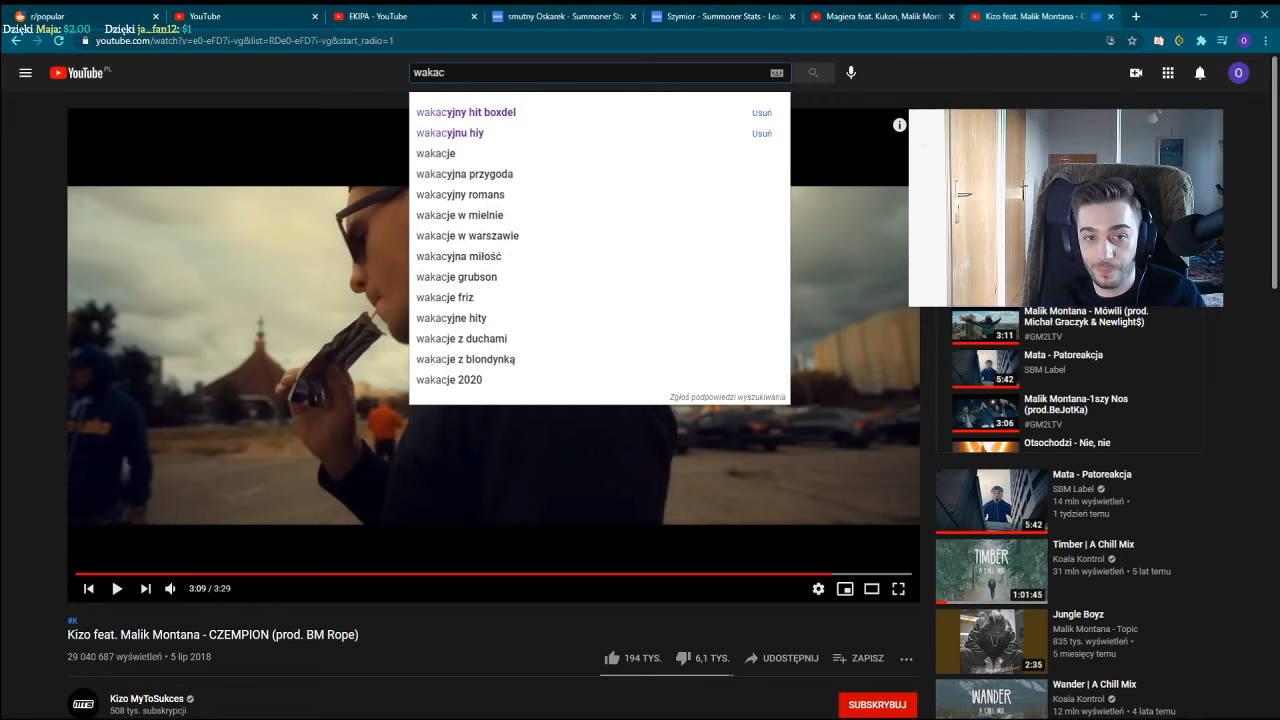 r/popular
YouTube
EKIPA - YouTube
smutny Oskarek - Summoner Sta
Szymior - Summoner Stats - Lea
Magiera feat. Kukon, Malik Mont
Kizo feat. Malik Montana - C
Dzięki Maja: $2.00 Dzięki ja_fan12: $1
youtube.com/watch?v=e0-eFD7i-vg&list=RDe0-eFD7i-vg&start_radio=1
YouTube PL
wakac
O
wakacyjny hit boxdel Usuń
wakacyjnu hiy Usuń
wakacje
wakacyjna przygoda
wakacyjny romans
wakacje w mielnie
wakacje w warszawie
wakacyjna miłość
wakacje grubson
wakacje friz
wakacyjne hity
wakacje z duchami
wakacje z blondynką
wakacje 2020
Zgłoś podpowiedzi wyszukiwania
3:09 / 3:29
#K
Kizo feat. Malik Montana - CZEMPION (prod. BM Rope)
29 040 687 wyświetleń • 5 lip 2018
194 TYS. 6,1 TYS. UDOSTĘPNIJ ZAPISZ
Kizo MyToSukces
508 tys. subskrypcji
SUBSKRYBUJ
Malik Montana - Mówili (prod.
Michał Graczyk & Newlight$)
#GM2LTV
3:11
Mata - Patoreakcja
SBM Label
5:42
Malik Montana-1szy Nos
(prod.BeJotKa)
#GM2LTV
3:06
Otsochodzi - Nie, nie
Mata - Patoreakcja
SBM Label
14 mln wyświetleń •
1 tydzień temu
5:42
Timber | A Chill Mix
Koala Kontrol
31 mln wyświetleń • 5 lat temu
TIMBER
A CHILL MIX
1:01:45
Jungle Boyz
Malik Montana - Topic
835 tys. wyświetleń •
5 miesięcy temu
2:35
Wander | A Chill Mix
Koala Kontrol
12 mln wyświetleń • 4 lata temu
WANDER
A CHILL MIX